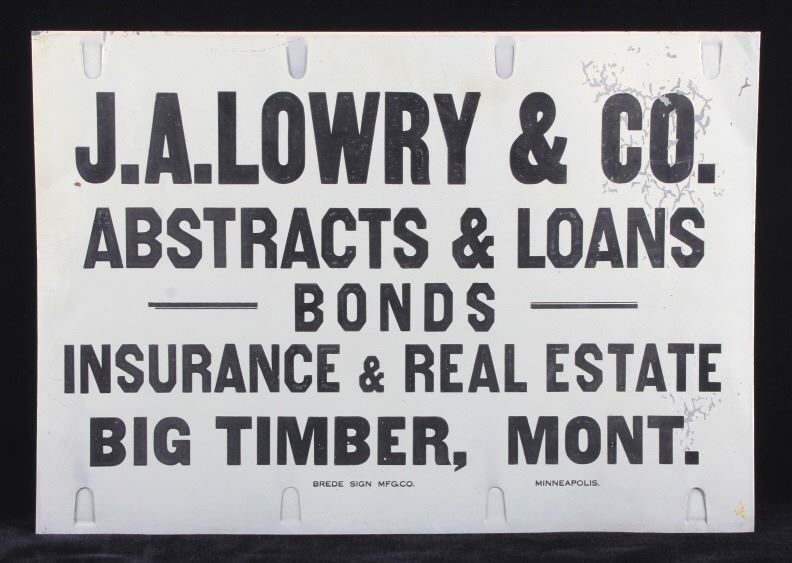 J.A.LOWRY & CO.
ABSTRACTS & LOANS
BONDS
INSURANCE & REAL ESTATE
BIG TIMBER, MONT.
BREDE SIGN MFG.CO. MINNEAPOLIS.